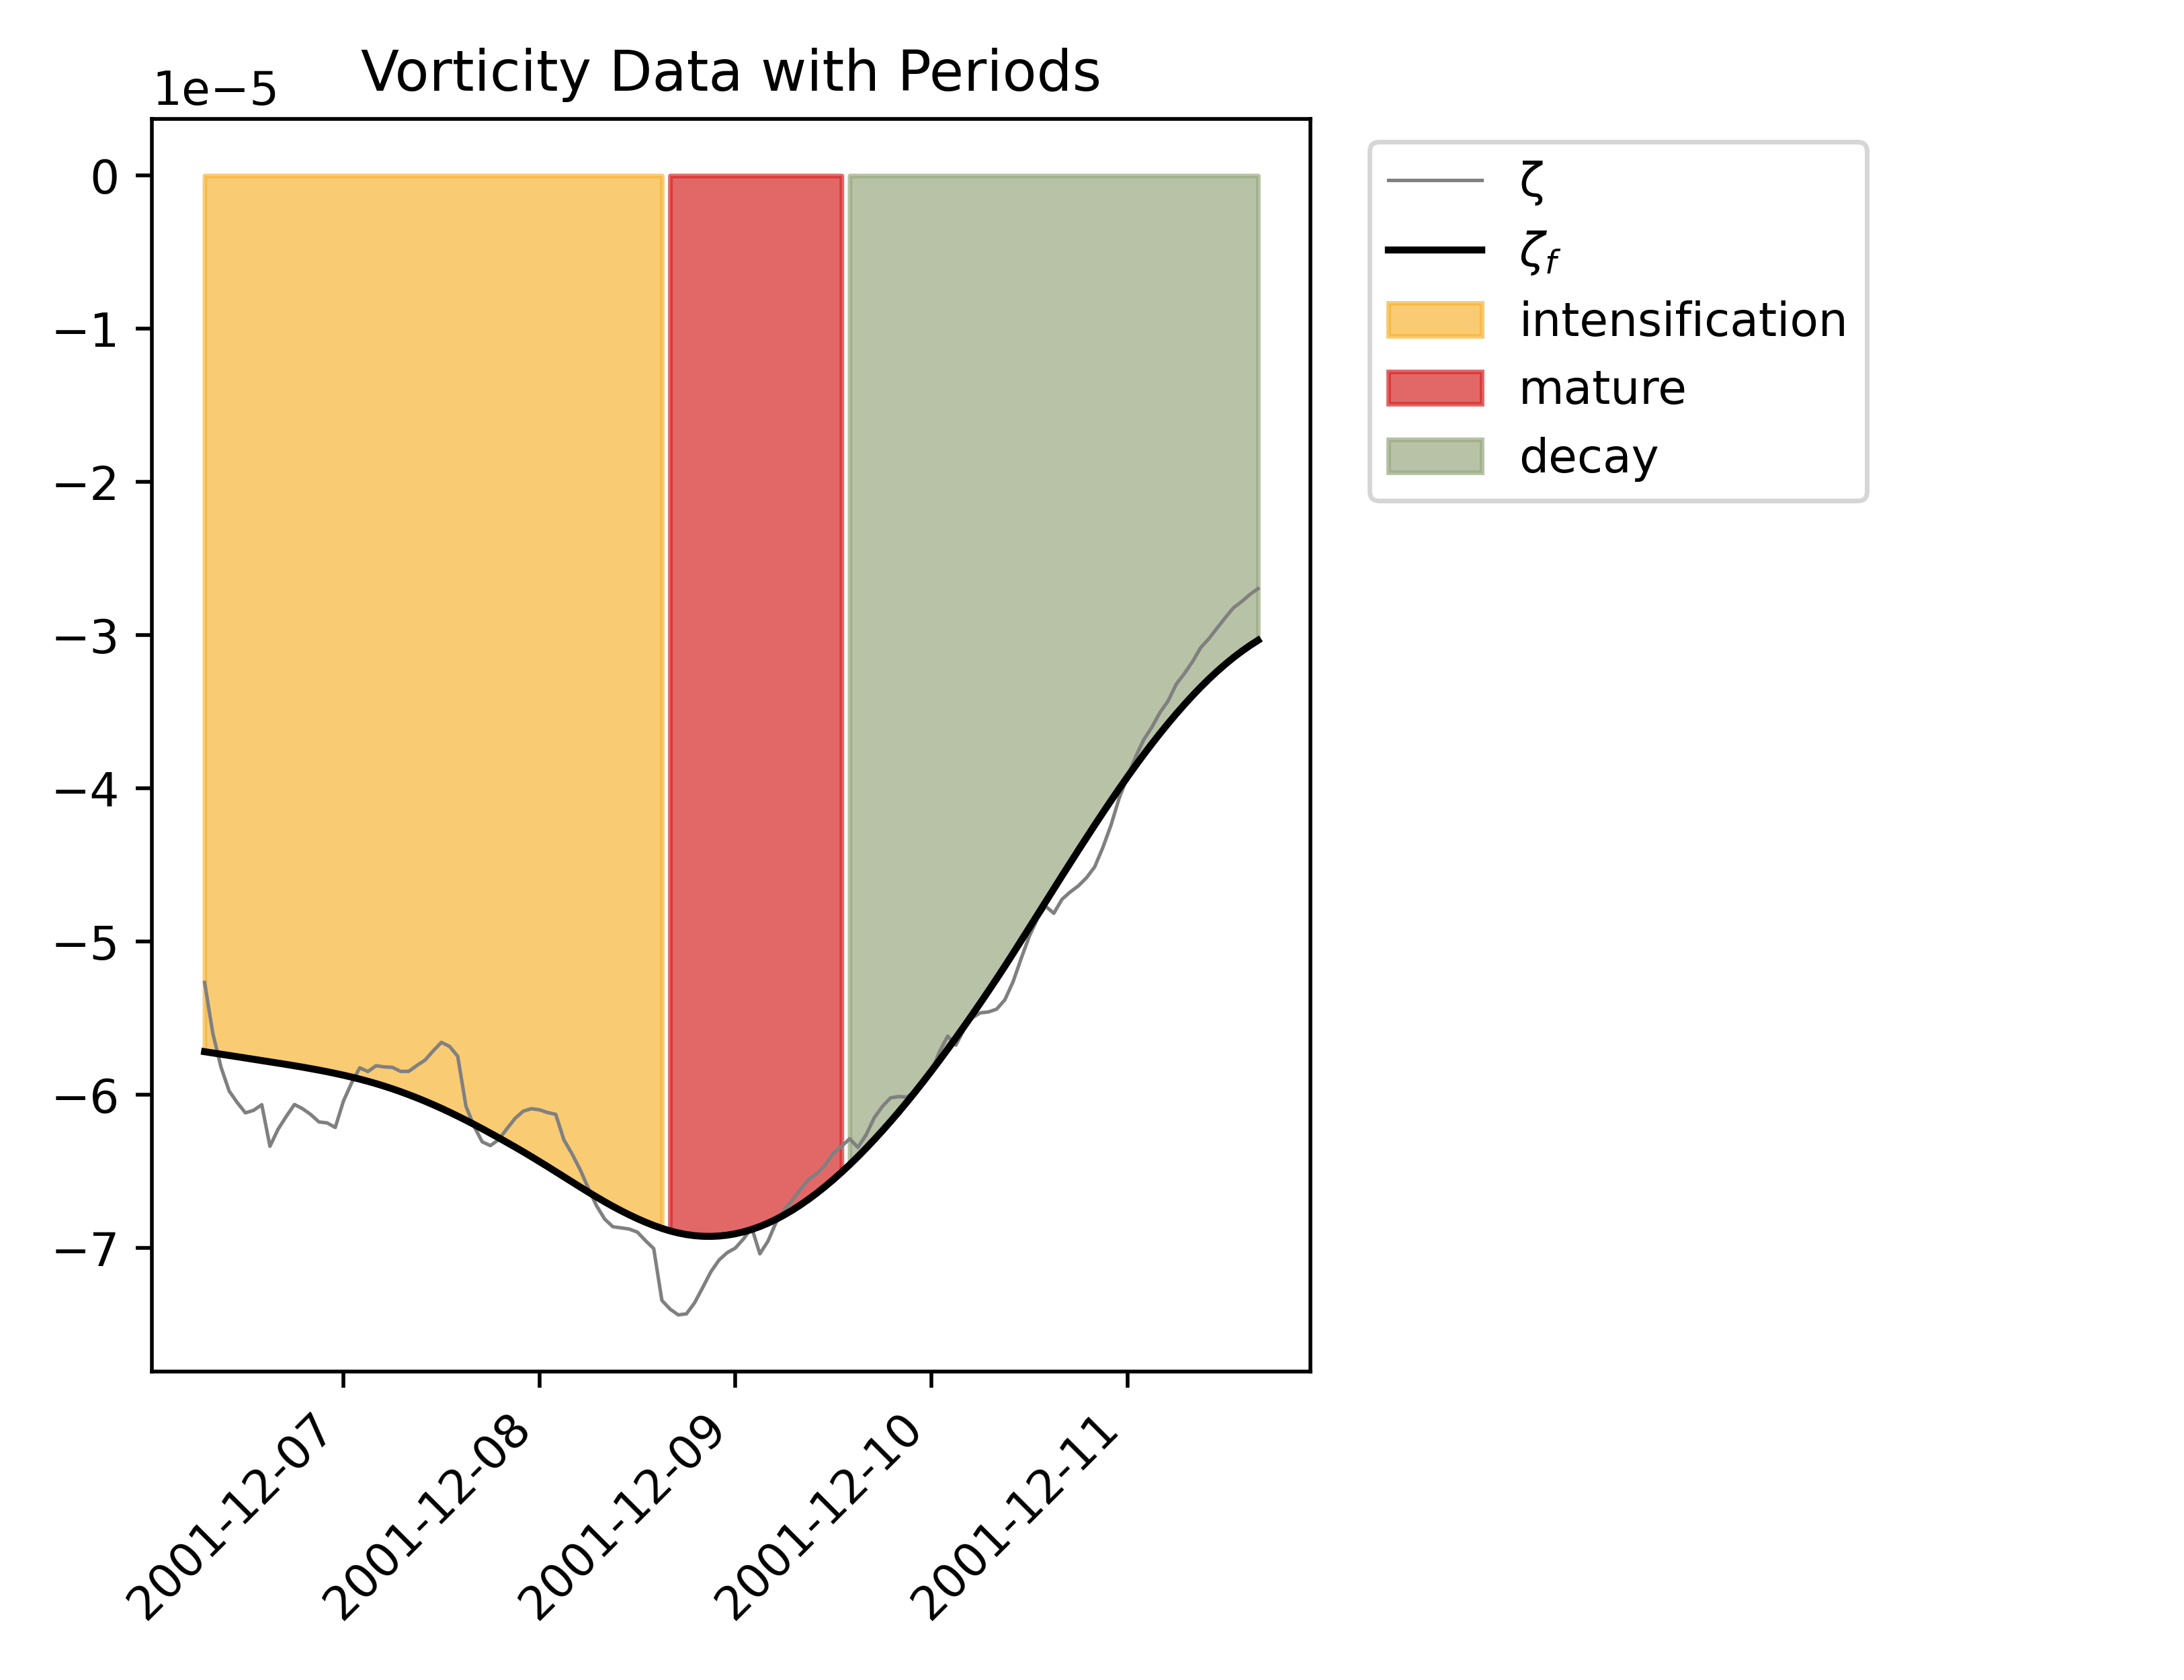 Vorticity Data with Periods
1e−5
0
−1
−2
−3
−4
−5
−6
−7
2001-12-07
2001-12-08
2001-12-09
2001-12-10
2001-12-11
ζ
ζf
intensification
mature
decay